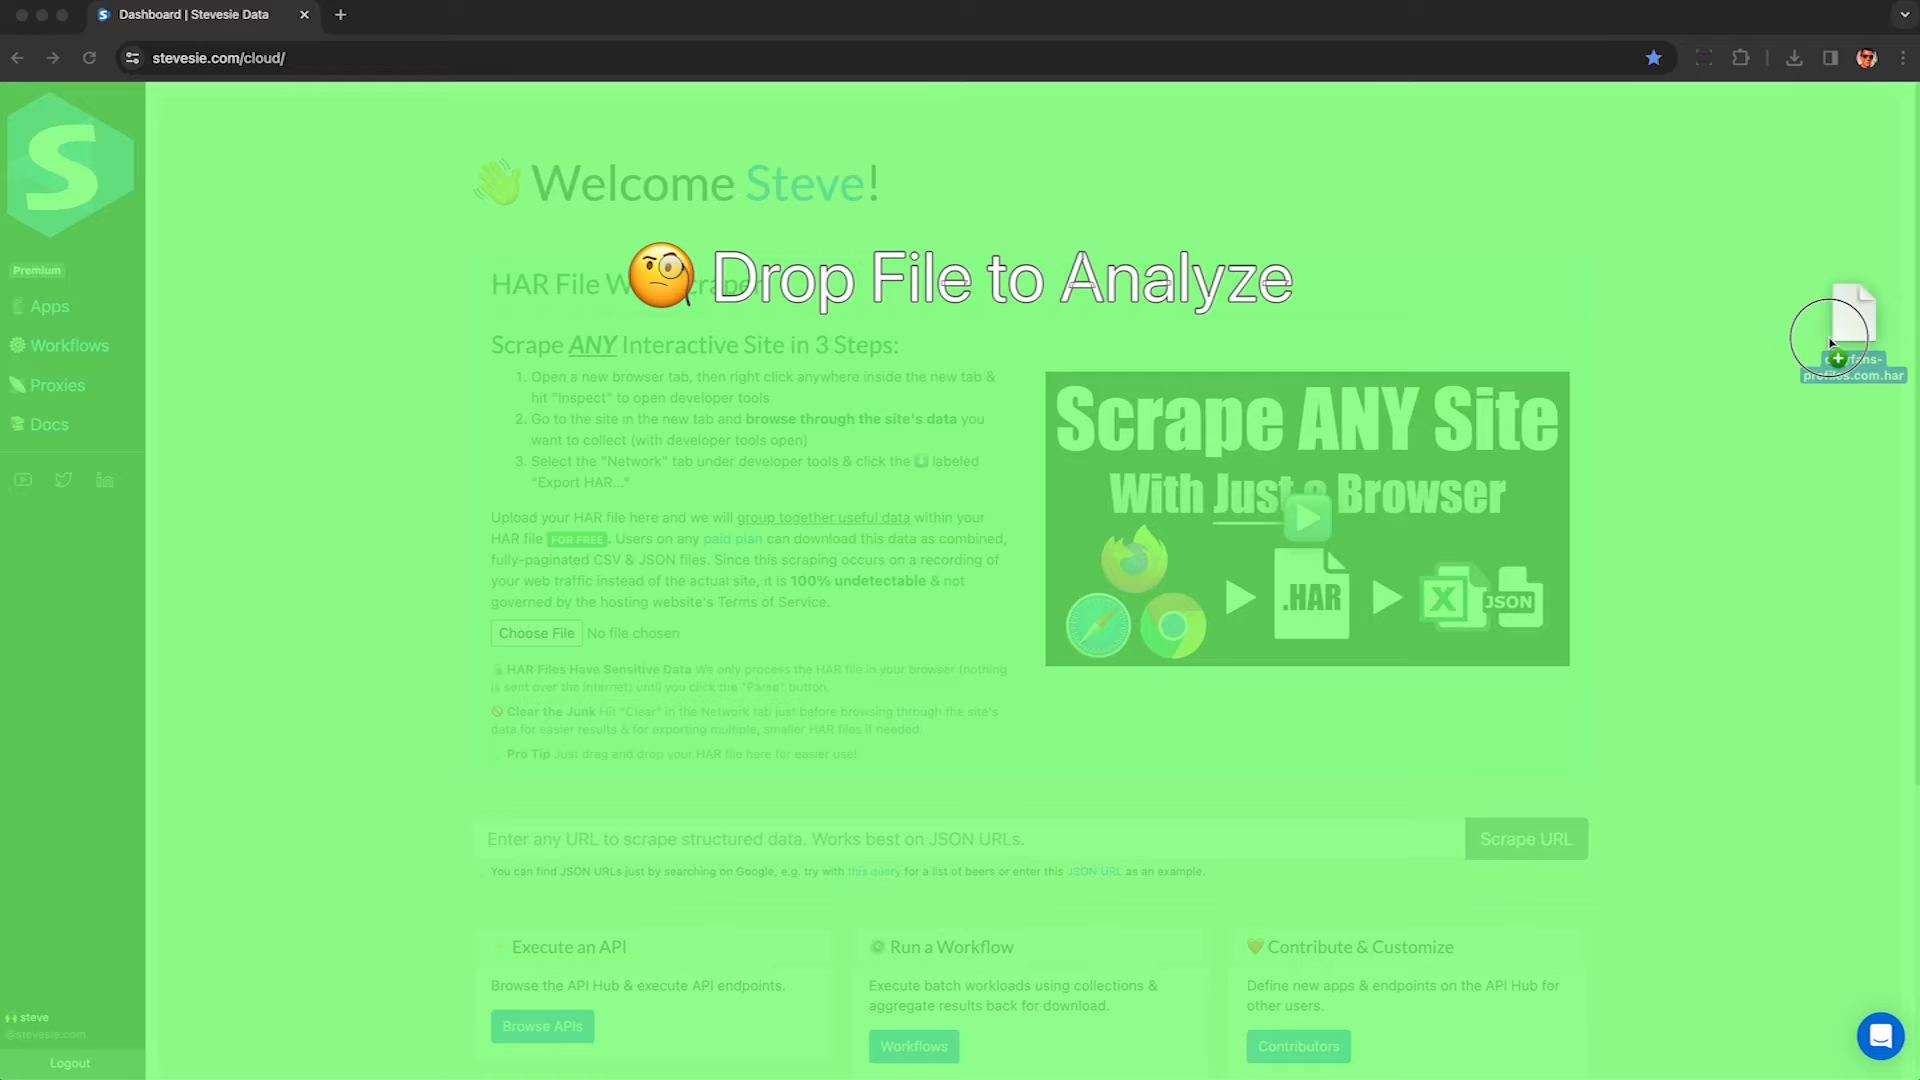 Dashboard | Stevesie Data
stevesie.com/cloud/
Premium
Apps
Workflows
Proxies
Docs
steve
@stevesie.com
Logout
Welcome Steve!
Drop File to Analyze
HAR File
Scrape ANY Interactive Site in 3 Steps:
1. Open a new browser tab, then right click anywhere inside the new tab &
hit "Inspect" to open developer tools
2. Go to the site in the new tab and browse through the site's data you
want to collect (with developer tools open)
3. Select the "Network" tab under developer tools & click the labeled
"Export HAR..."
Upload your HAR file here and we will group together useful data within your
HAR file FOR FREE. Users on any paid plan can download this data as combined,
fully-paginated CSV & JSON files. Since this scraping occurs on a recording of
your web traffic instead of the actual site, it is 100% undetectable & not
governed by the hosting website's Terms of Service.
Choose File No file chosen
HAR Files Have Sensitive Data We only process the HAR file in your browser (nothing
is sent over the internet) until you click the "Parse" button.
Clear the Junk Hit "Clear" in the Network tab just before browsing through the site's
data for easier results & for exporting multiple, smaller HAR files if needed.
Pro Tip Just drag and drop your HAR file here for easier use!
Scrape ANY Site
With Just a Browser
.HAR
X
JSON
profiles.com.har
Enter any URL to scrape structured data. Works best on JSON URLs.
Scrape URL
You can find JSON URLs just by searching on Google, e.g. try with this query for a list of beers or enter this JSON URL as an example.
Execute an API
Browse the API Hub & execute API endpoints.
Browse APIs
Run a Workflow
Execute batch workloads using collections &
aggregate results back for download.
Workflows
Contribute & Customize
Define new apps & endpoints on the API Hub for
other users.
Contributors